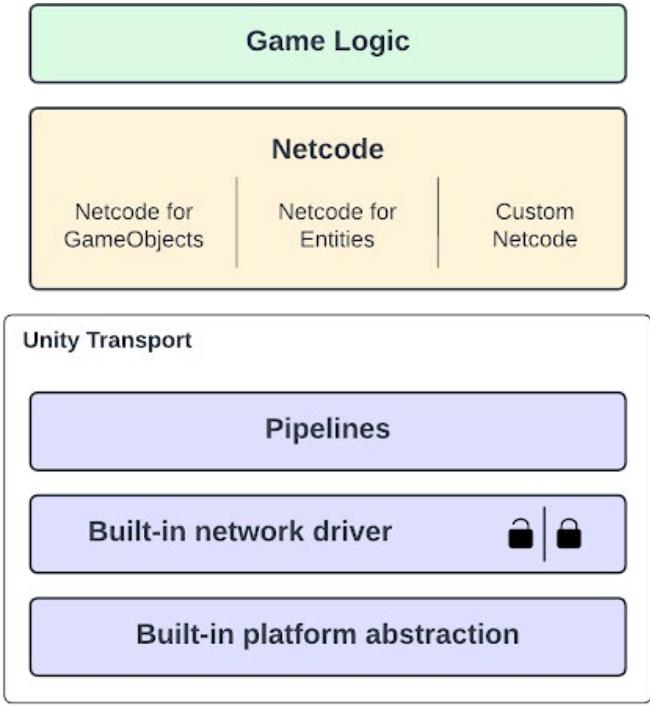 Game Logic
Netcode
Netcode for
GameObjects
Netcode for
Entities
Custom
Netcode
Unity Transport
Pipelines
Built-in network driver
Built-in platform abstraction